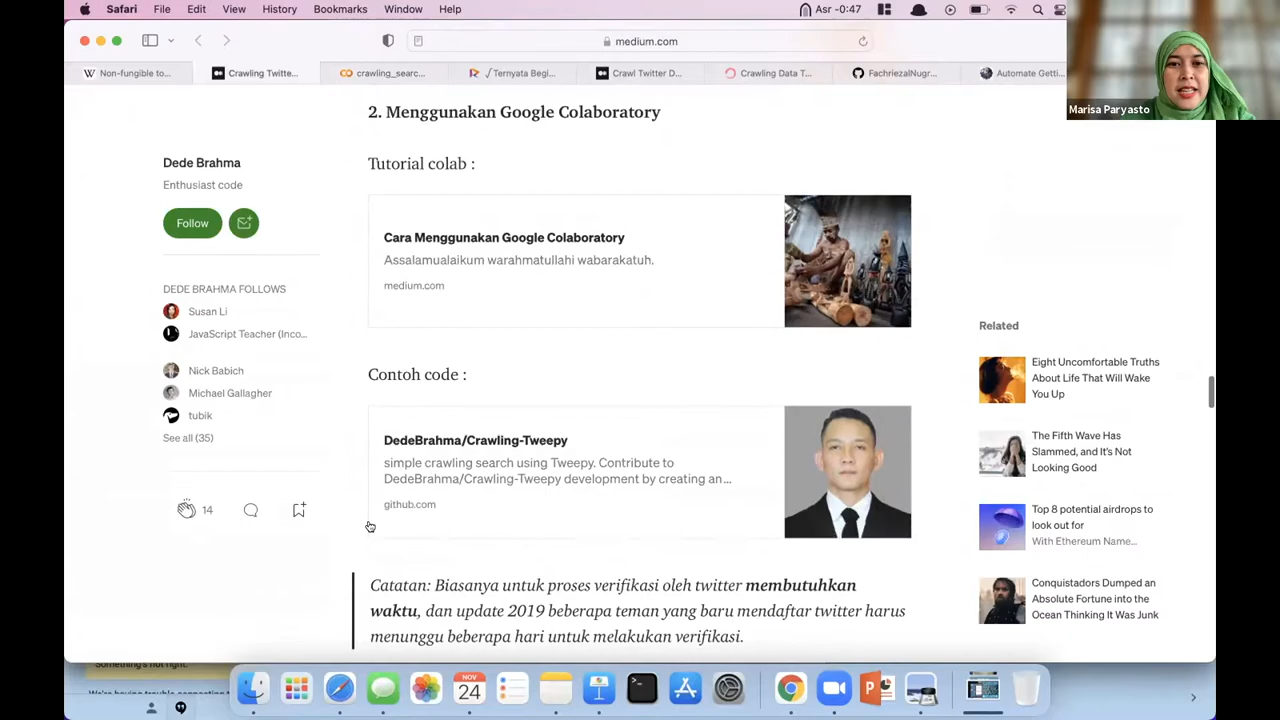 Safari File Edit View History Bookmarks Window Help
Asr -0:47
medium.com
Non-fungible to...
Crawling Twitte...
crawling_searc...
√Ternyata Begi...
Crawl Twitter D...
Crawling Data T...
FachriezalNugr...
Automate Getti...
Marisa Paryasto
2. Menggunakan Google Colaboratory
Dede Brahma
Enthusiast code
Follow
DEDE BRAHMA FOLLOWS
Susan Li
JavaScript Teacher (Inco...
Nick Babich
Michael Gallagher
tubik
See all (35)
14
Tutorial colab :
Cara Menggunakan Google Colaboratory
Assalamualaikum warahmatullahi wabarakatuh.
medium.com
Contoh code :
DedeBrahma/Crawling-Tweepy
simple crawling search using Tweepy. Contribute to
DedeBrahma/Crawling-Tweepy development by creating an...
github.com
Catatan: Biasanya untuk proses verifikasi oleh twitter membutuhkan
waktu, dan update 2019 beberapa teman yang baru mendaftar twitter harus
menunggu beberapa hari untuk melakukan verifikasi.
Related
Eight Uncomfortable Truths
About Life That Will Wake
You Up
The Fifth Wave Has
Slammed, and It's Not
Looking Good
Top 8 potential airdrops to
look out for
With Ethereum Name...
Conquistadors Dumped an
Absolute Fortune into the
Ocean Thinking It Was Junk
Something's not right.
NOV
24